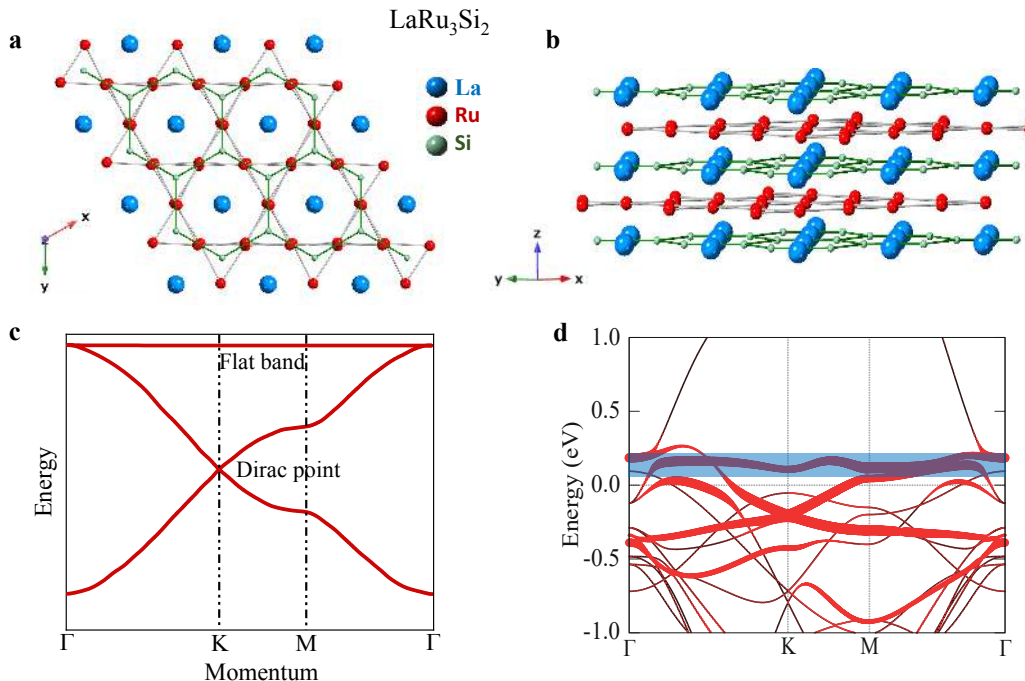 LaRu₃Si₂
a
b
La
Ru
Si
x
z
y
z
y
x
c
d
Flat band
Dirac point
Energy
Γ
K
M
Γ
Momentum
1.0
0.5
0.0
-0.5
-1.0
Energy (eV)
Γ
K
M
Γ